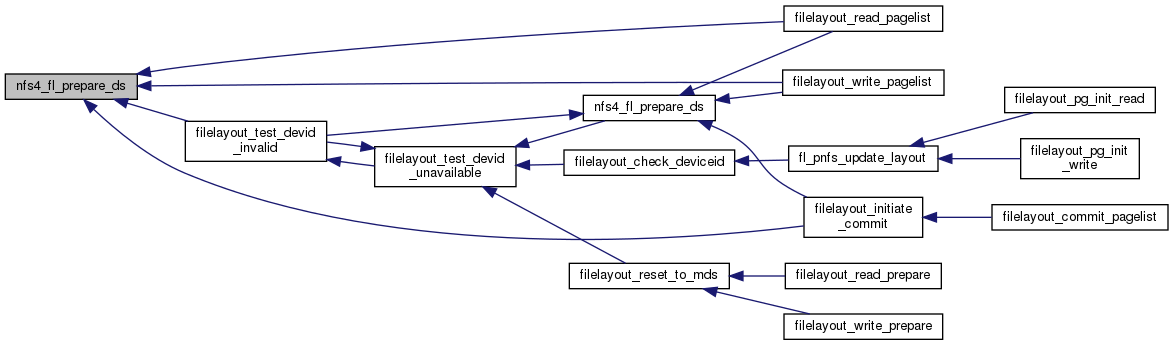 filelayout_read_pagelist
nfs4_fl_prepare_ds
filelayout_write_pagelist
nfs4_fl_prepare_ds
filelayout_pg_init_read
filelayout_test_devid
_invalid
filelayout_test_devid
_unavailable
filelayout_check_deviceid
fl_pnfs_update_layout
filelayout_pg_init
_write
filelayout_initiate
_commit
filelayout_commit_pagelist
filelayout_reset_to_mds
filelayout_read_prepare
filelayout_write_prepare